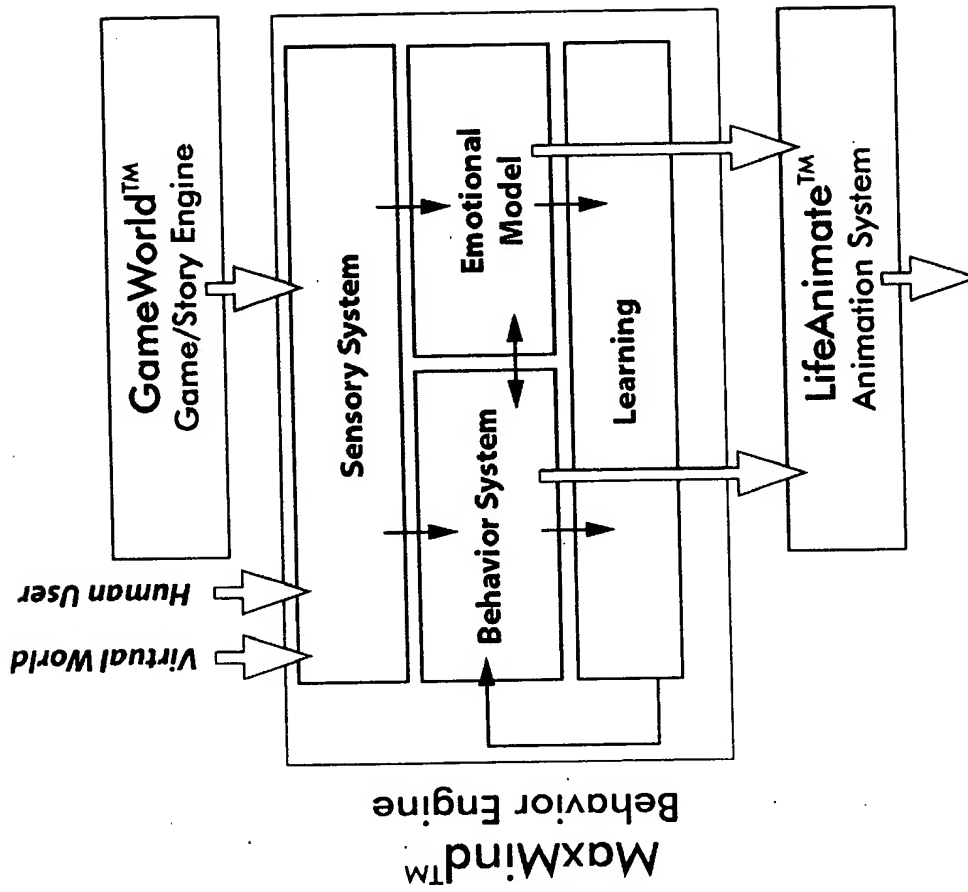 GameWorld™
Game/Story Engine
Human User
Virtual World
Sensory System
Emotional
Model
Behavior System
Learning
LifeAnimate™
Animation System
MaxMind™
Behavior Engine